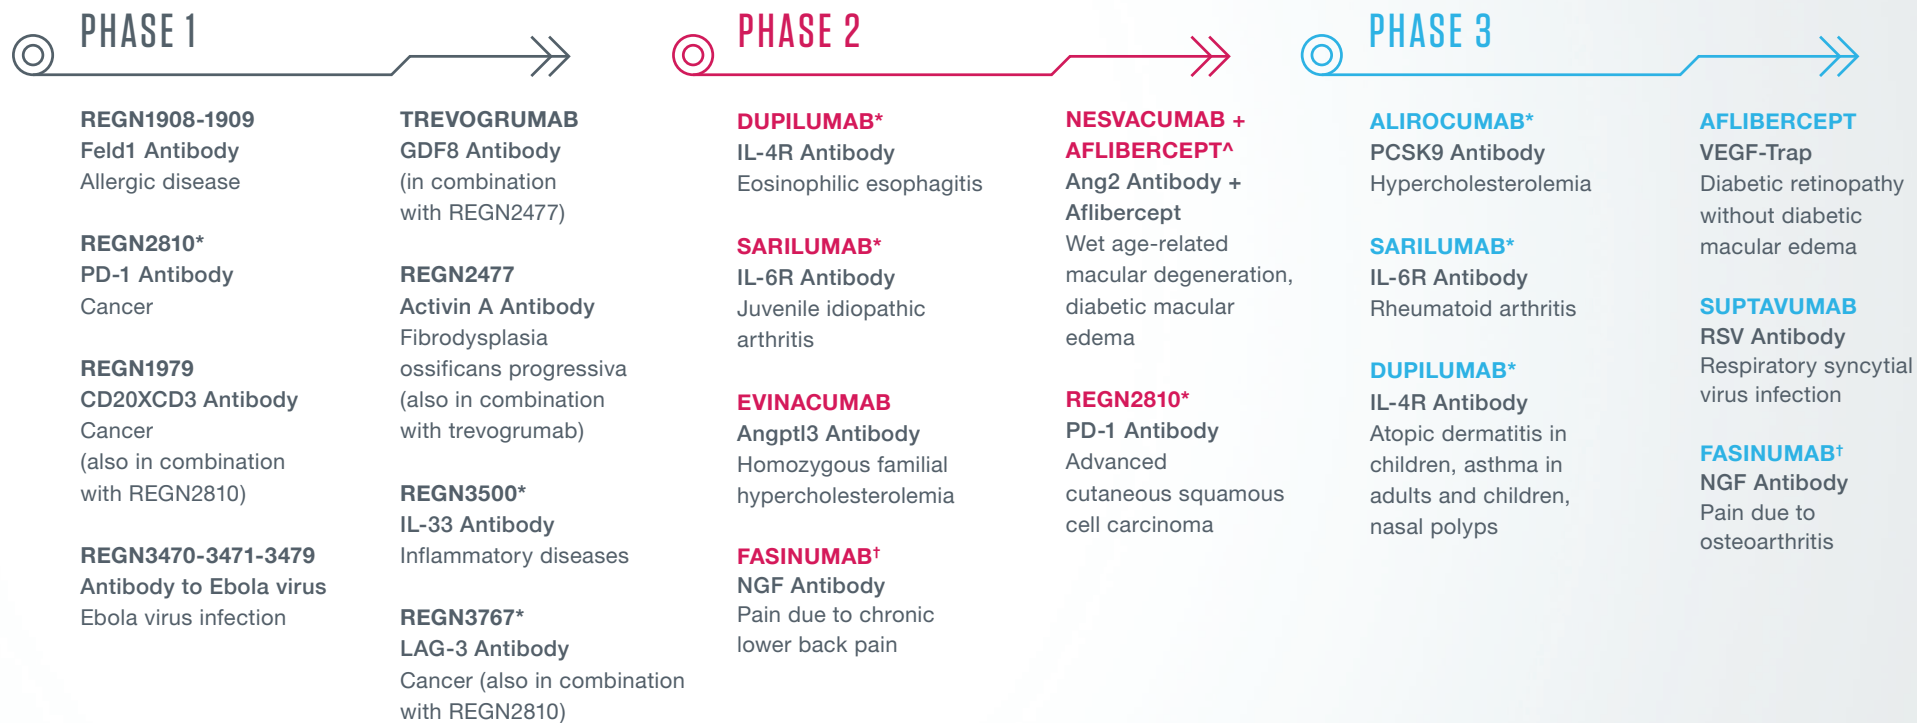 PHASE 1
REGN1908-1909
Feld1 Antibody
Allergic disease
REGN2810*
PD-1 Antibody
Cancer
REGN1979
CD20XCD3 Antibody
Cancer
(also in combination
with REGN2810)
REGN3470-3471-3479
Antibody to Ebola virus
Ebola virus infection
TREVOGRUMAB
GDF8 Antibody
(in combination
with REGN2477)
REGN2477
Activin A Antibody
Fibrodysplasia
ossificans progressiva
(also in combination
with trevogrumab)
REGN3500*
IL-33 Antibody
Inflammatory diseases
REGN3767*
LAG-3 Antibody
Cancer (also in combination
with REGN2810)
PHASE 2
DUPILUMAB*
IL-4R Antibody
Eosinophilic esophagitis
SARILUMAB*
IL-6R Antibody
Juvenile idiopathic
arthritis
EVINACUMAB
Angptl3 Antibody
Homozygous familial
hypercholesterolemia
FASINUMAB†
NGF Antibody
Pain due to chronic
lower back pain
NESVACUMAB +
AFLIBERCEPT^
Ang2 Antibody +
Aflibercept
Wet age-related
macular degeneration,
diabetic macular
edema
REGN2810*
PD-1 Antibody
Advanced
cutaneous squamous
cell carcinoma
PHASE 3
ALIROCUMAB*
PCSK9 Antibody
Hypercholesterolemia
SARILUMAB*
IL-6R Antibody
Rheumatoid arthritis
DUPILUMAB*
IL-4R Antibody
Atopic dermatitis in
children, asthma in
adults and children,
nasal polyps
AFLIBERCEPT
VEGF-Trap
Diabetic retinopathy
without diabetic
macular edema
SUPTAVUMAB
RSV Antibody
Respiratory syncytial
virus infection
FASINUMAB†
NGF Antibody
Pain due to
osteoarthritis